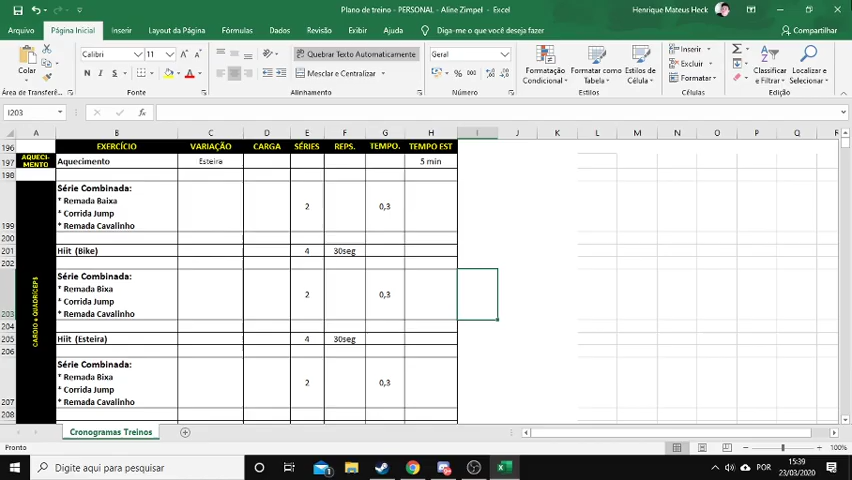 Plano de treino - PERSONAL - Aline Zimpel - Excel
Henrique Mateus Heck
Arquivo Página Inicial Inserir Layout da Página Fórmulas Dados Revisão Exibir Ajuda Diga-me o que você deseja fazer Compartilhar
Colar
Calibri 11
N I S
Quebrar Texto Automaticamente
Mesclar e Centralizar
Geral
% 000
Formatação Condicional
Formatar como Tabela
Estilos de Célula
Inserir
Excluir
Formatar
Classificar e Filtrar
Localizar e Selecionar
Área de Transferê... Fonte Alinhamento Número Estilos Células Edição
I203
A B C D E F G H I J K L M N O P Q R
196 EXERCÍCIO VARIAÇÃO CARGA SÉRIES REPS. TEMPO. TEMPO EST
197 AQUECI-MENTO Aquecimento Esteira 5 min
198
Série Combinada:
* Remada Baixa
* Corrida Jump
* Remada Cavalinho
199 2 0,3
200
201 Hiit (Bike) 4 30seg
202
Série Combinada:
* Remada Bixa
* Corrida Jump
* Remada Cavalinho
203 2 0,3
CARDIO e QUADRÍCEPS
204
205 Hiit (Esteira) 4 30seg
206
Série Combinada:
* Remada Bixa
* Corrida Jump
* Remada Cavalinho
207 2 0,3
208
Cronogramas Treinos
Pronto
100%
Digite aqui para pesquisar
POR
15:39
23/03/2020